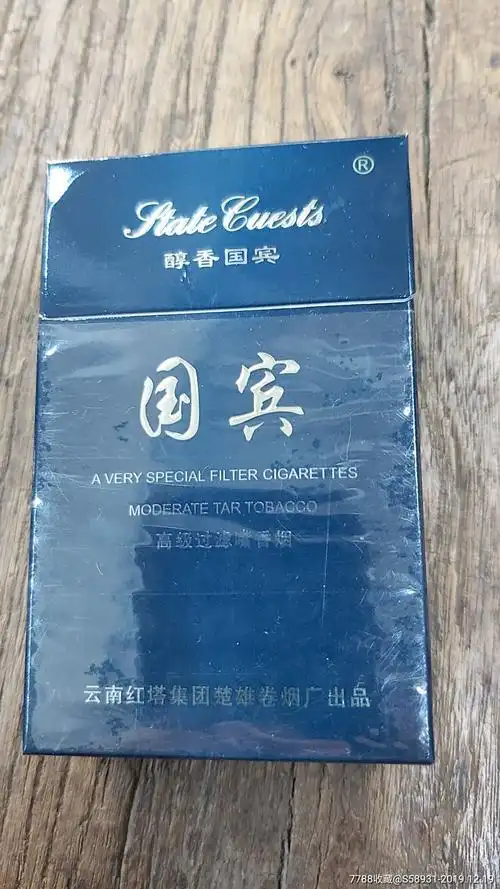 ®
State Guests
醇香国宾
国宾
A VERY SPECIAL FILTER CIGARETTES
MODERATE TAR TOBACCO
高级过滤嘴香烟
云南红塔集团楚雄卷烟厂出品
7788收藏@S58931-2019.12.19